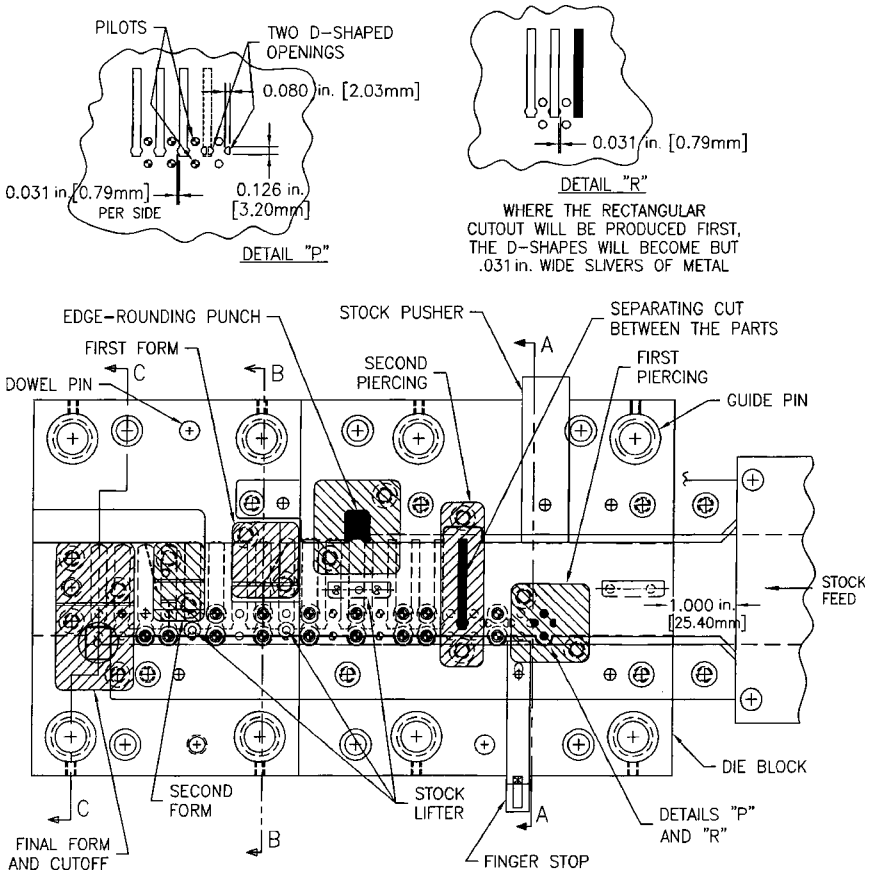 PILOTS
TWO D-SHAPED
OPENINGS
0.080 in. [2.03mm]
0.031 in.[0.79mm]
PER SIDE
0.126 in.
[3.20mm]
DETAIL "P"
0.031 in. [0.79mm]
DETAIL "R"
WHERE THE RECTANGULAR
CUTOUT WILL BE PRODUCED FIRST,
THE D-SHAPES WILL BECOME BUT
.031 in. WIDE SLIVERS OF METAL
EDGE-ROUNDING PUNCH
STOCK PUSHER
SEPARATING CUT
BETWEEN THE PARTS
FIRST FORM
SECOND
PIERCING
FIRST
PIERCING
DOWEL PIN
C
B
A
GUIDE PIN
STOCK
FEED
1.000 in.
[25.40mm]
DIE BLOCK
C
SECOND
FORM
B
STOCK
LIFTER
A
DETAILS "P"
AND "R"
FINAL FORM
AND CUTOFF
FINGER STOP